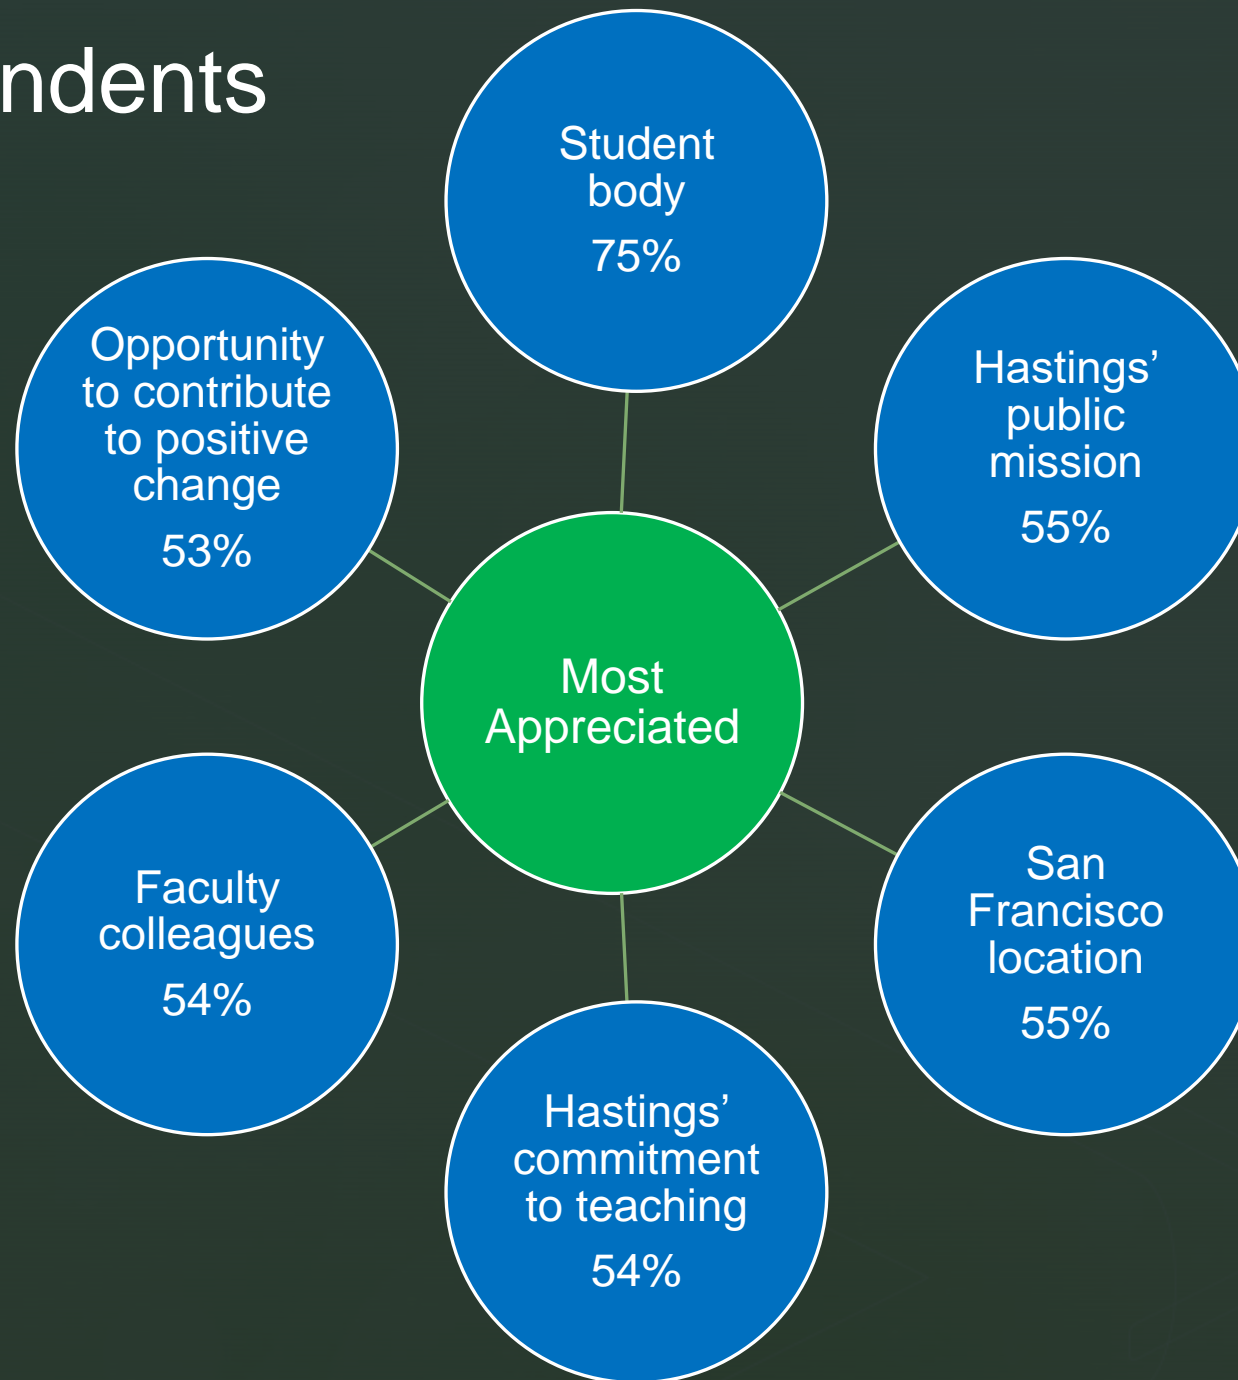 ndents
Student
body
75%
Hastings’
public
mission
55%
San
Francisco
location
55%
Hastings’
commitment
to teaching
54%
Faculty
colleagues
54%
Opportunity
to contribute
to positive
change
53%
Most
Appreciated